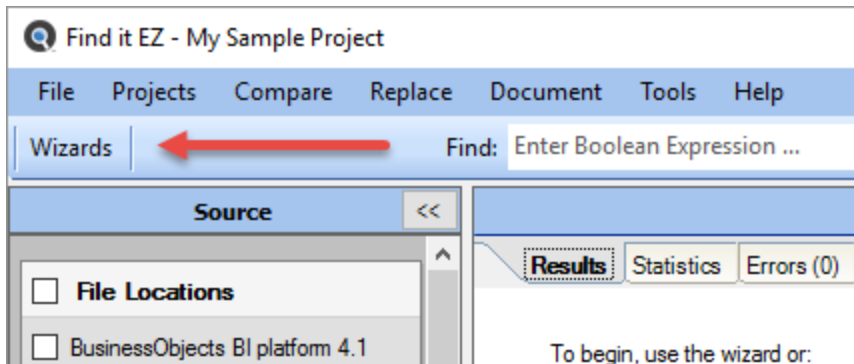 Find it EZ - My Sample Project
File Projects Compare Replace Document Tools Help
Wizards Find: Enter Boolean Expression ...
Source <<
Results Statistics Errors (0)
File Locations
BusinessObjects BI platform 4.1
To begin, use the wizard or: